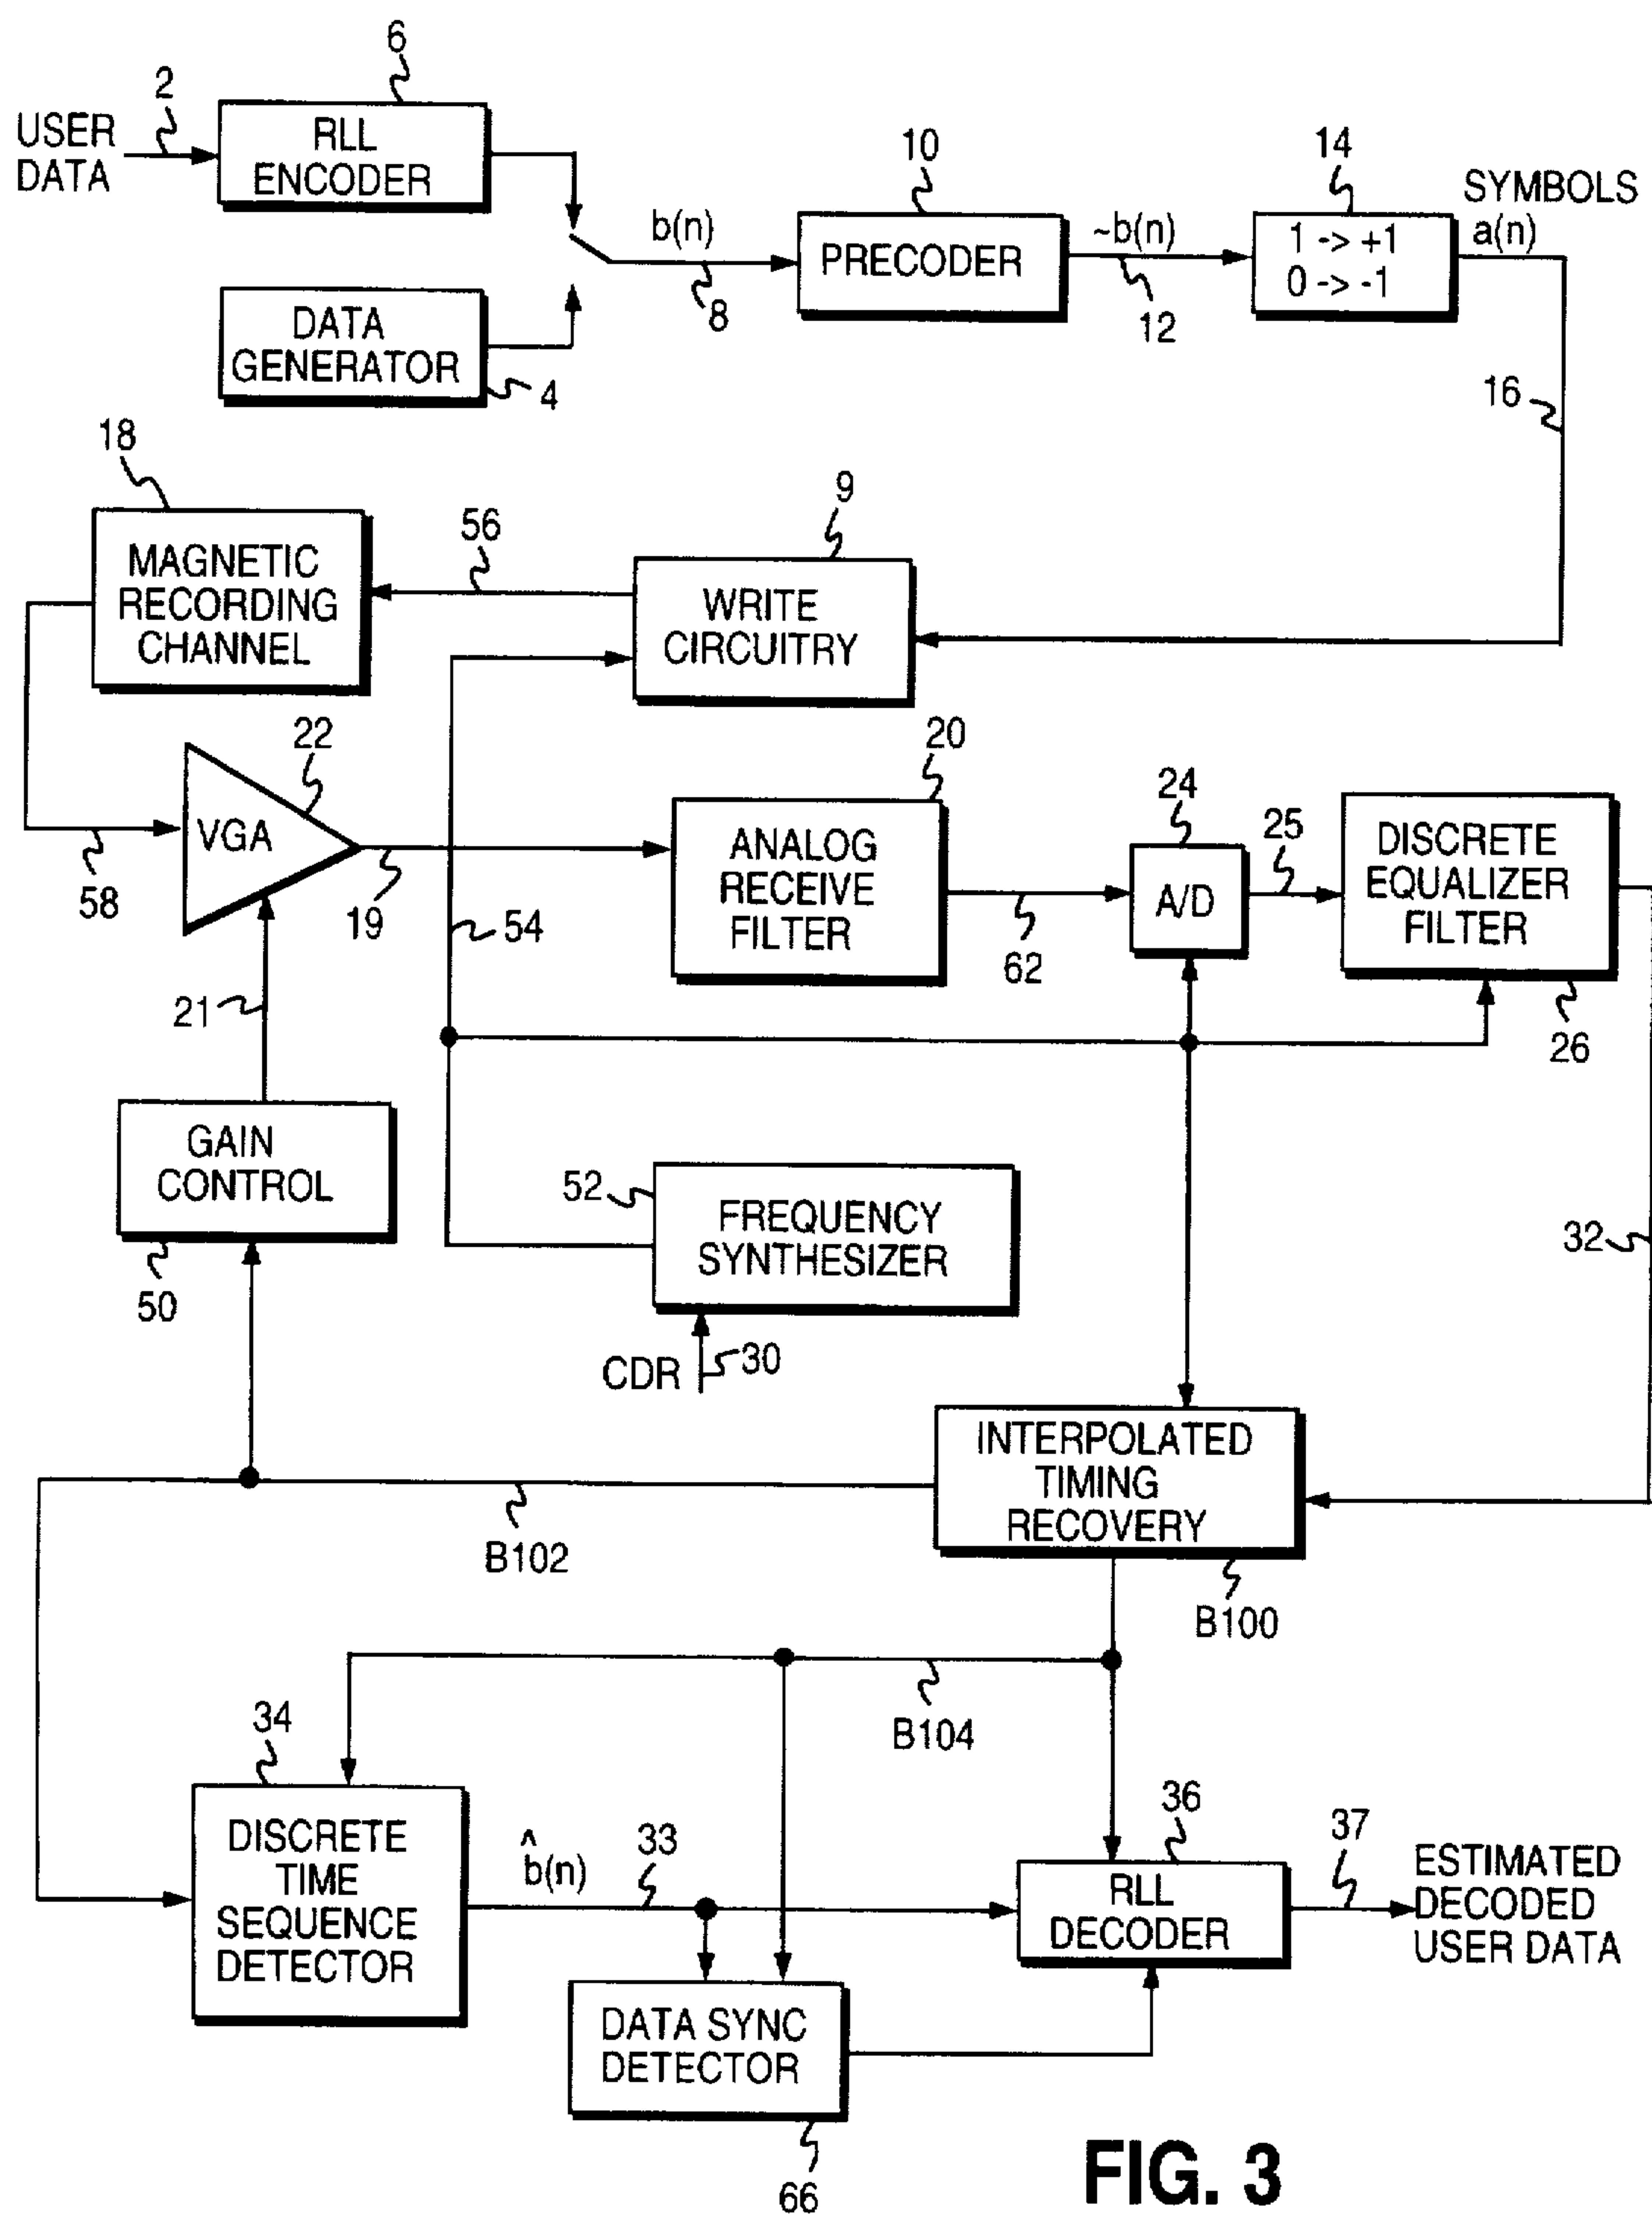 6
2
USER
DATA
RLL
ENCODER
10
14
SYMBOLS
b(n)
PRECODER
~b(n)
1 -> +1
0 -> -1
a(n)
8
12
DATA
GENERATOR
4
16
18
9
56
MAGNETIC
RECORDING
CHANNEL
WRITE
CIRCUITRY
22
20
24
25
VGA
ANALOG
RECEIVE
FILTER
A/D
DISCRETE
EQUALIZER
FILTER
58
19
54
62
21
26
GAIN
CONTROL
52
FREQUENCY
SYNTHESIZER
32
50
CDR
30
INTERPOLATED
TIMING
RECOVERY
B102
B100
34
B104
36
37
DISCRETE
TIME
SEQUENCE
DETECTOR
^b(n)
33
RLL
DECODER
ESTIMATED
DECODED
USER DATA
DATA SYNC
DETECTOR
66
FIG. 3